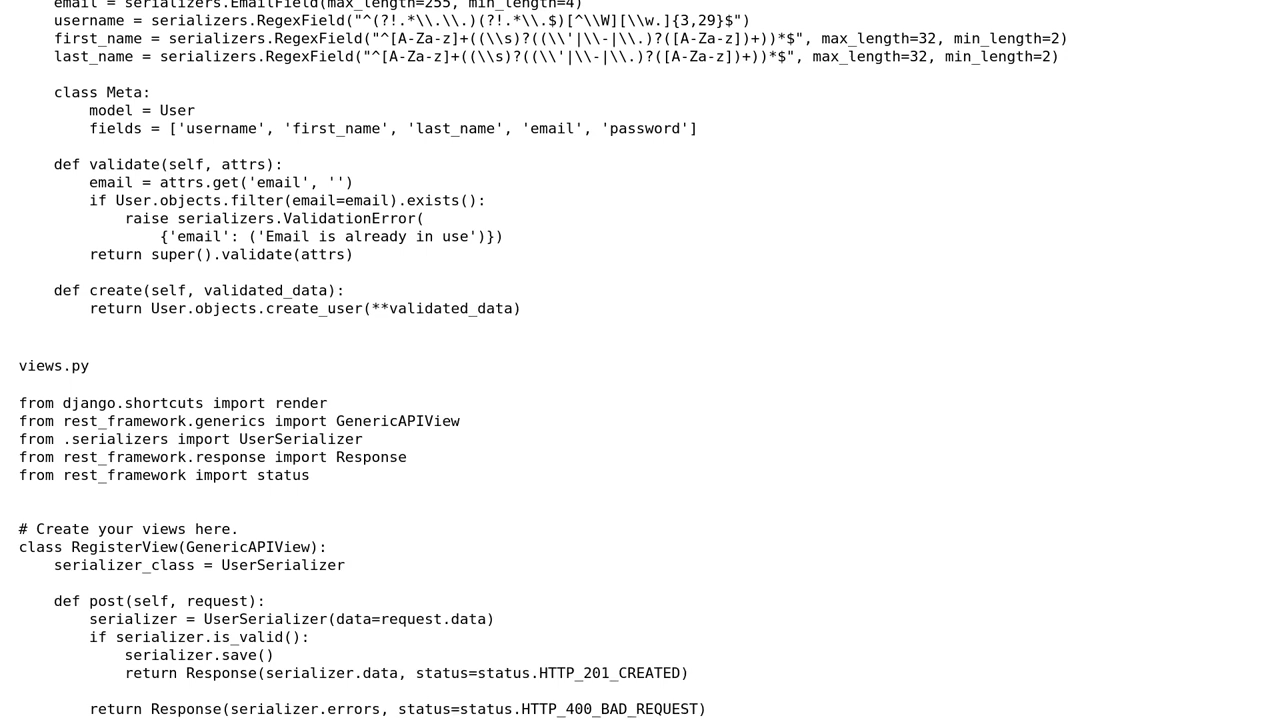 email = serializers.EmailField(max_length=255, min_length=4)
username = serializers.RegexField("^(?!.*\\.\\.)(?!.*\\.$)[^\\W][\\w.]{3,29}$")
first_name = serializers.RegexField("^[A-Za-z]+((\\s)?((\\'|\\-|\\.)?([A-Za-z])+))*$", max_length=32, min_length=2)
last_name = serializers.RegexField("^[A-Za-z]+((\\s)?((\\'|\\-|\\.)?([A-Za-z])+))*$", max_length=32, min_length=2)
class Meta:
model = User
fields = ['username', 'first_name', 'last_name', 'email', 'password']
def validate(self, attrs):
email = attrs.get('email', '')
if User.objects.filter(email=email).exists():
raise serializers.ValidationError(
{'email': ('Email is already in use')})
return super().validate(attrs)
def create(self, validated_data):
return User.objects.create_user(**validated_data)
views.py
from django.shortcuts import render
from rest_framework.generics import GenericAPIView
from .serializers import UserSerializer
from rest_framework.response import Response
from rest_framework import status
# Create your views here.
class RegisterView(GenericAPIView):
serializer_class = UserSerializer
def post(self, request):
serializer = UserSerializer(data=request.data)
if serializer.is_valid():
serializer.save()
return Response(serializer.data, status=status.HTTP_201_CREATED)
return Response(serializer.errors, status=status.HTTP_400_BAD_REQUEST)